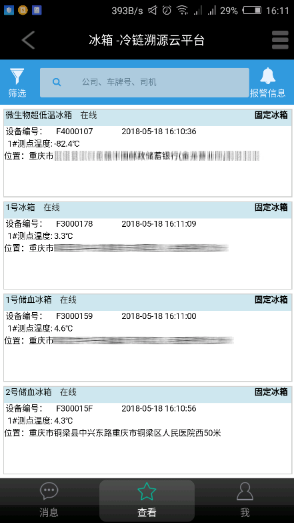 393B/s 29% 16:11
冰箱 -冷链溯源云平台
筛选 公司、车牌号、司机 报警信息
微生物超低温冰箱 在线 固定冰箱
设备编号: F4000107 2018-05-18 16:10:36
1#测点温度: -82.4℃
位置: 重庆市
1号冰箱 在线 固定冰箱
设备编号: F3000178 2018-05-18 16:11:09
1#测点温度: 3.3℃
位置: 重庆市
1号储血冰箱 在线 固定冰箱
设备编号: F3000159 2018-05-18 16:11:00
1#测点温度: 4.6℃
位置: 重庆市
2号储血冰箱 在线 固定冰箱
设备编号: F300015F 2018-05-18 16:10:56
1#测点温度: 4.3℃
位置: 重庆市铜梁县中兴东路重庆市铜梁区人民医院西50米
消息 查看 我